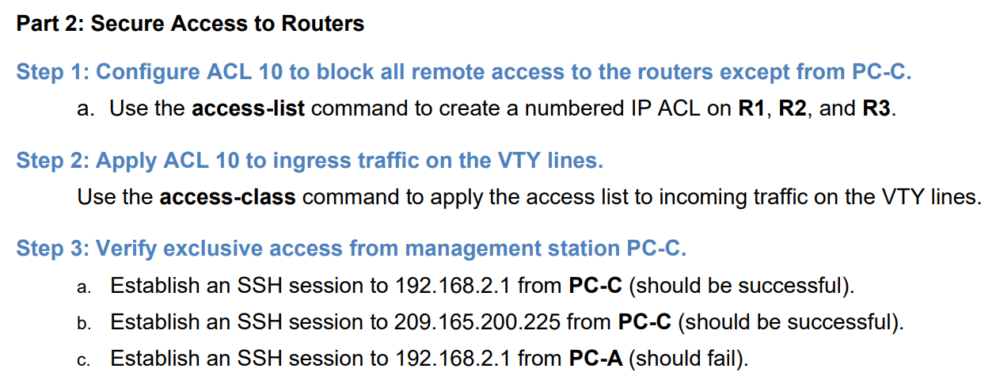 Part 2: Secure Access to Routers
Step 1: Configure ACL 10 to block all remote access to the routers except from PC-C.
a. Use the access-list command to create a numbered IP ACL on R1, R2, and R3.
Step 2: Apply ACL 10 to ingress traffic on the VTY lines.
Use the access-class command to apply the access list to incoming traffic on the VTY lines.
Step 3: Verify exclusive access from management station PC-C.
a. Establish an SSH session to 192.168.2.1 from PC-C (should be successful).
b. Establish an SSH session to 209.165.200.225 from PC-C (should be successful).
c. Establish an SSH session to 192.168.2.1 from PC-A (should fail).